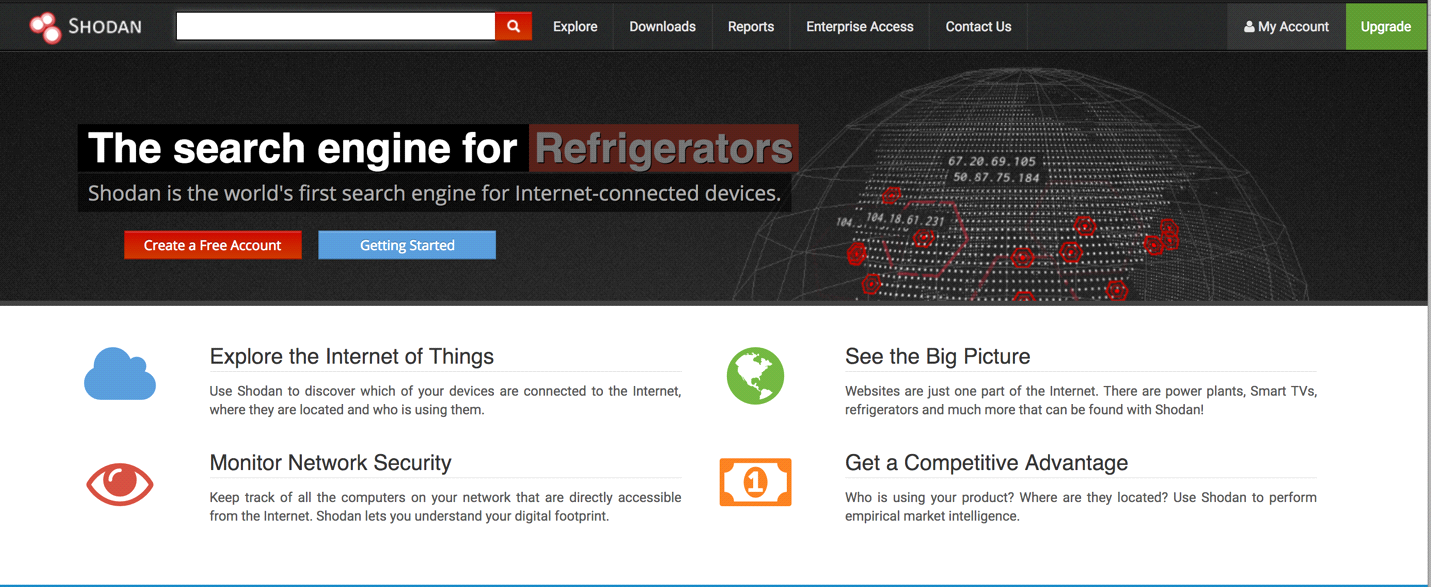 SHODAN
Explore
Downloads
Reports
Enterprise Access
Contact Us
My Account
Upgrade
The search engine for Refrigerators
Shodan is the world's first search engine for Internet-connected devices.
Create a Free Account
Getting Started
67.20.69.105
50.87.75.184
104.
104.18.61.231
Explore the Internet of Things
Use Shodan to discover which of your devices are connected to the Internet,
where they are located and who is using them.
See the Big Picture
Websites are just one part of the Internet. There are power plants, Smart TVs,
refrigerators and much more that can be found with Shodan!
Monitor Network Security
Keep track of all the computers on your network that are directly accessible
from the Internet. Shodan lets you understand your digital footprint.
1
Get a Competitive Advantage
Who is using your product? Where are they located? Use Shodan to perform
empirical market intelligence.